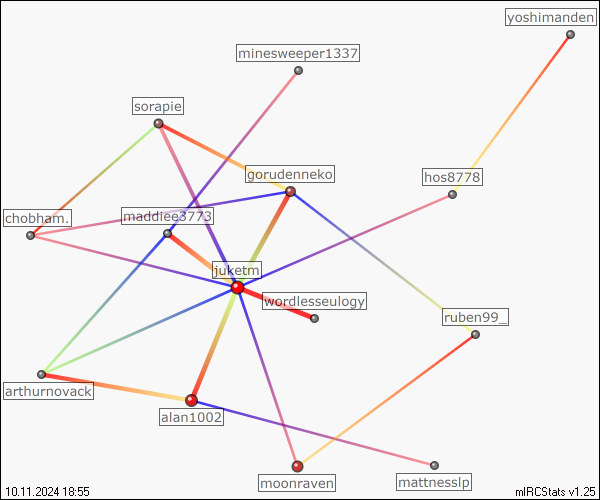 yoshimanden
minesweeper1337
sorapie
gorudenneko
hos8778
chobham.
maddiee3773
juketm
wordlesseulogy
ruben99_
arthurnovack
alan1002
moonraven
mattnesslp
10.11.2024 18:55
mIRCStats v1.25